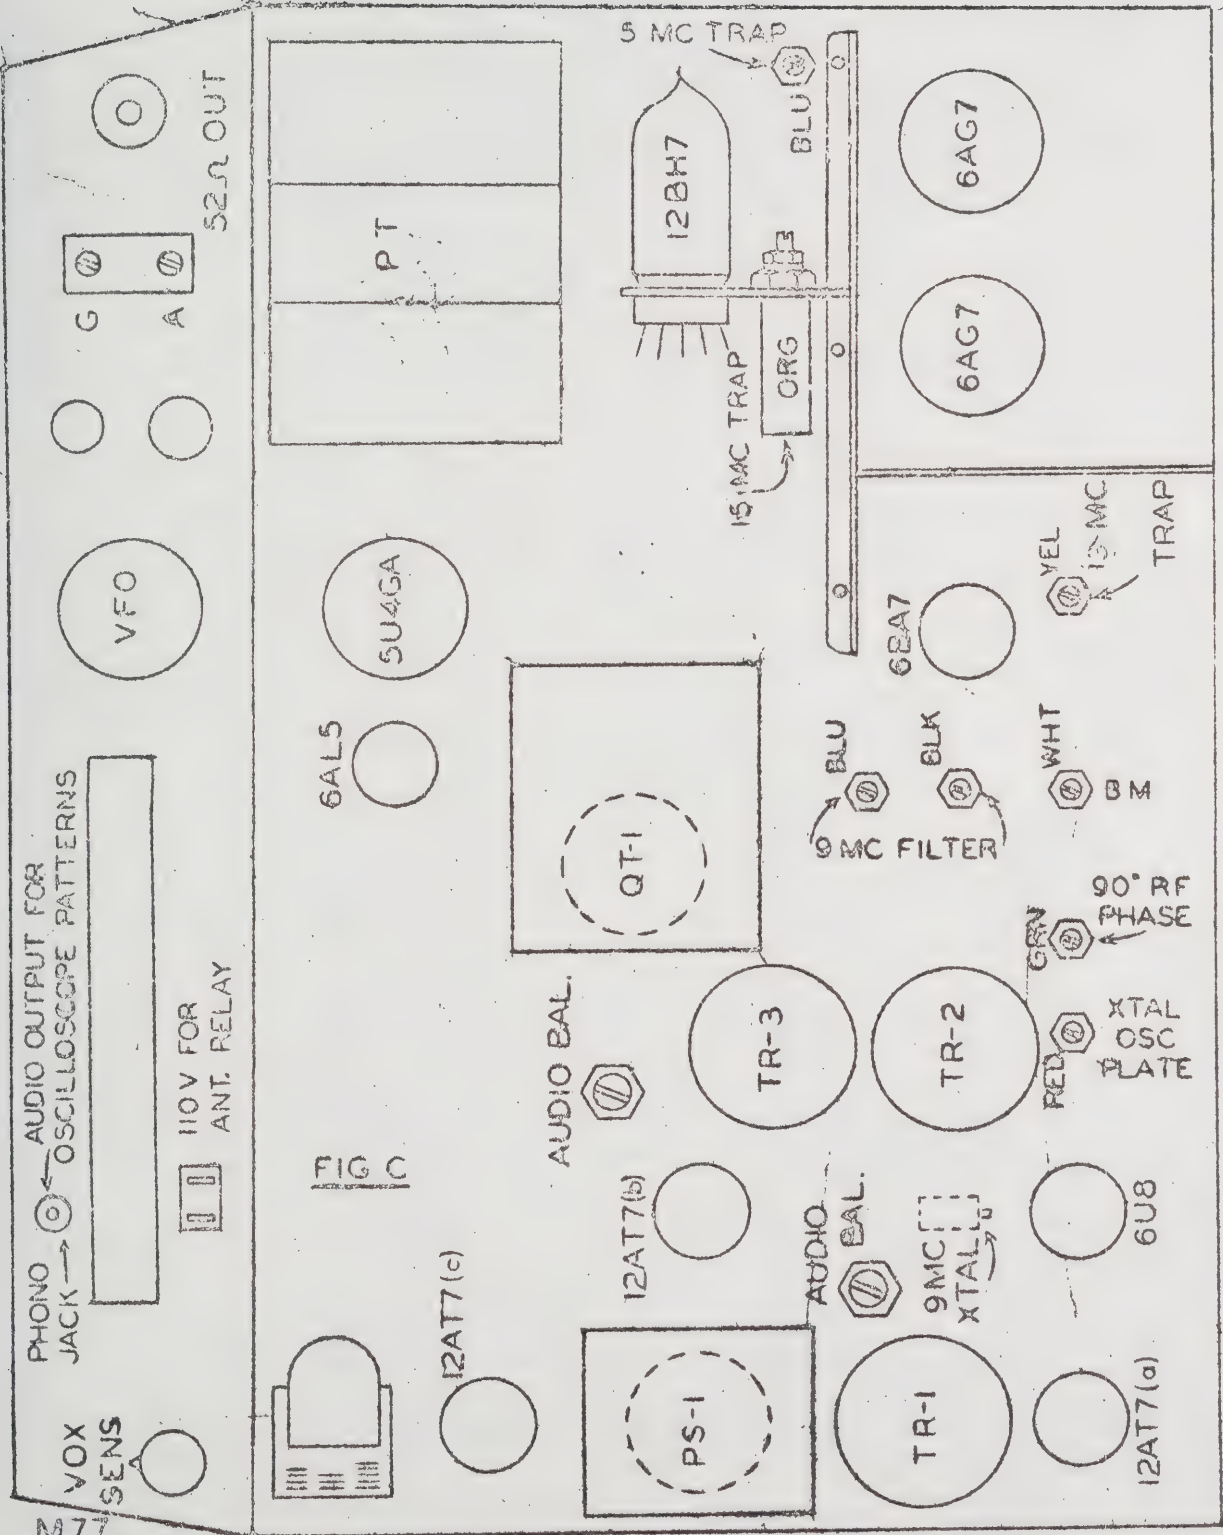 5 MC TRAP
BLU
52Ω OUT
G
A
PT
12BH7
6AG7
6AG7
ORG
15 MC TRAP
VFO
5U4GA
6AL5
6BA7
YEL
MC
TRAP
BLU
BLK
WHT
BM
9 MC FILTER
QT-1
90° RF
PHASE
GRN
XTAL
OSC
PLATE
RED
TR-3
TR-2
AUDIO BAL.
AUDIO OUTPUT FOR
OSCILLOSCOPE PATTERNS
PHONO
JACK
110V FOR
ANT. RELAY
FIG C
12AT7(b)
AUDIO
BAL.
9MC
XTAL
6U8
12AT7(c)
VOX
SENS
PS-1
TR-1
12AT7(a)
M77